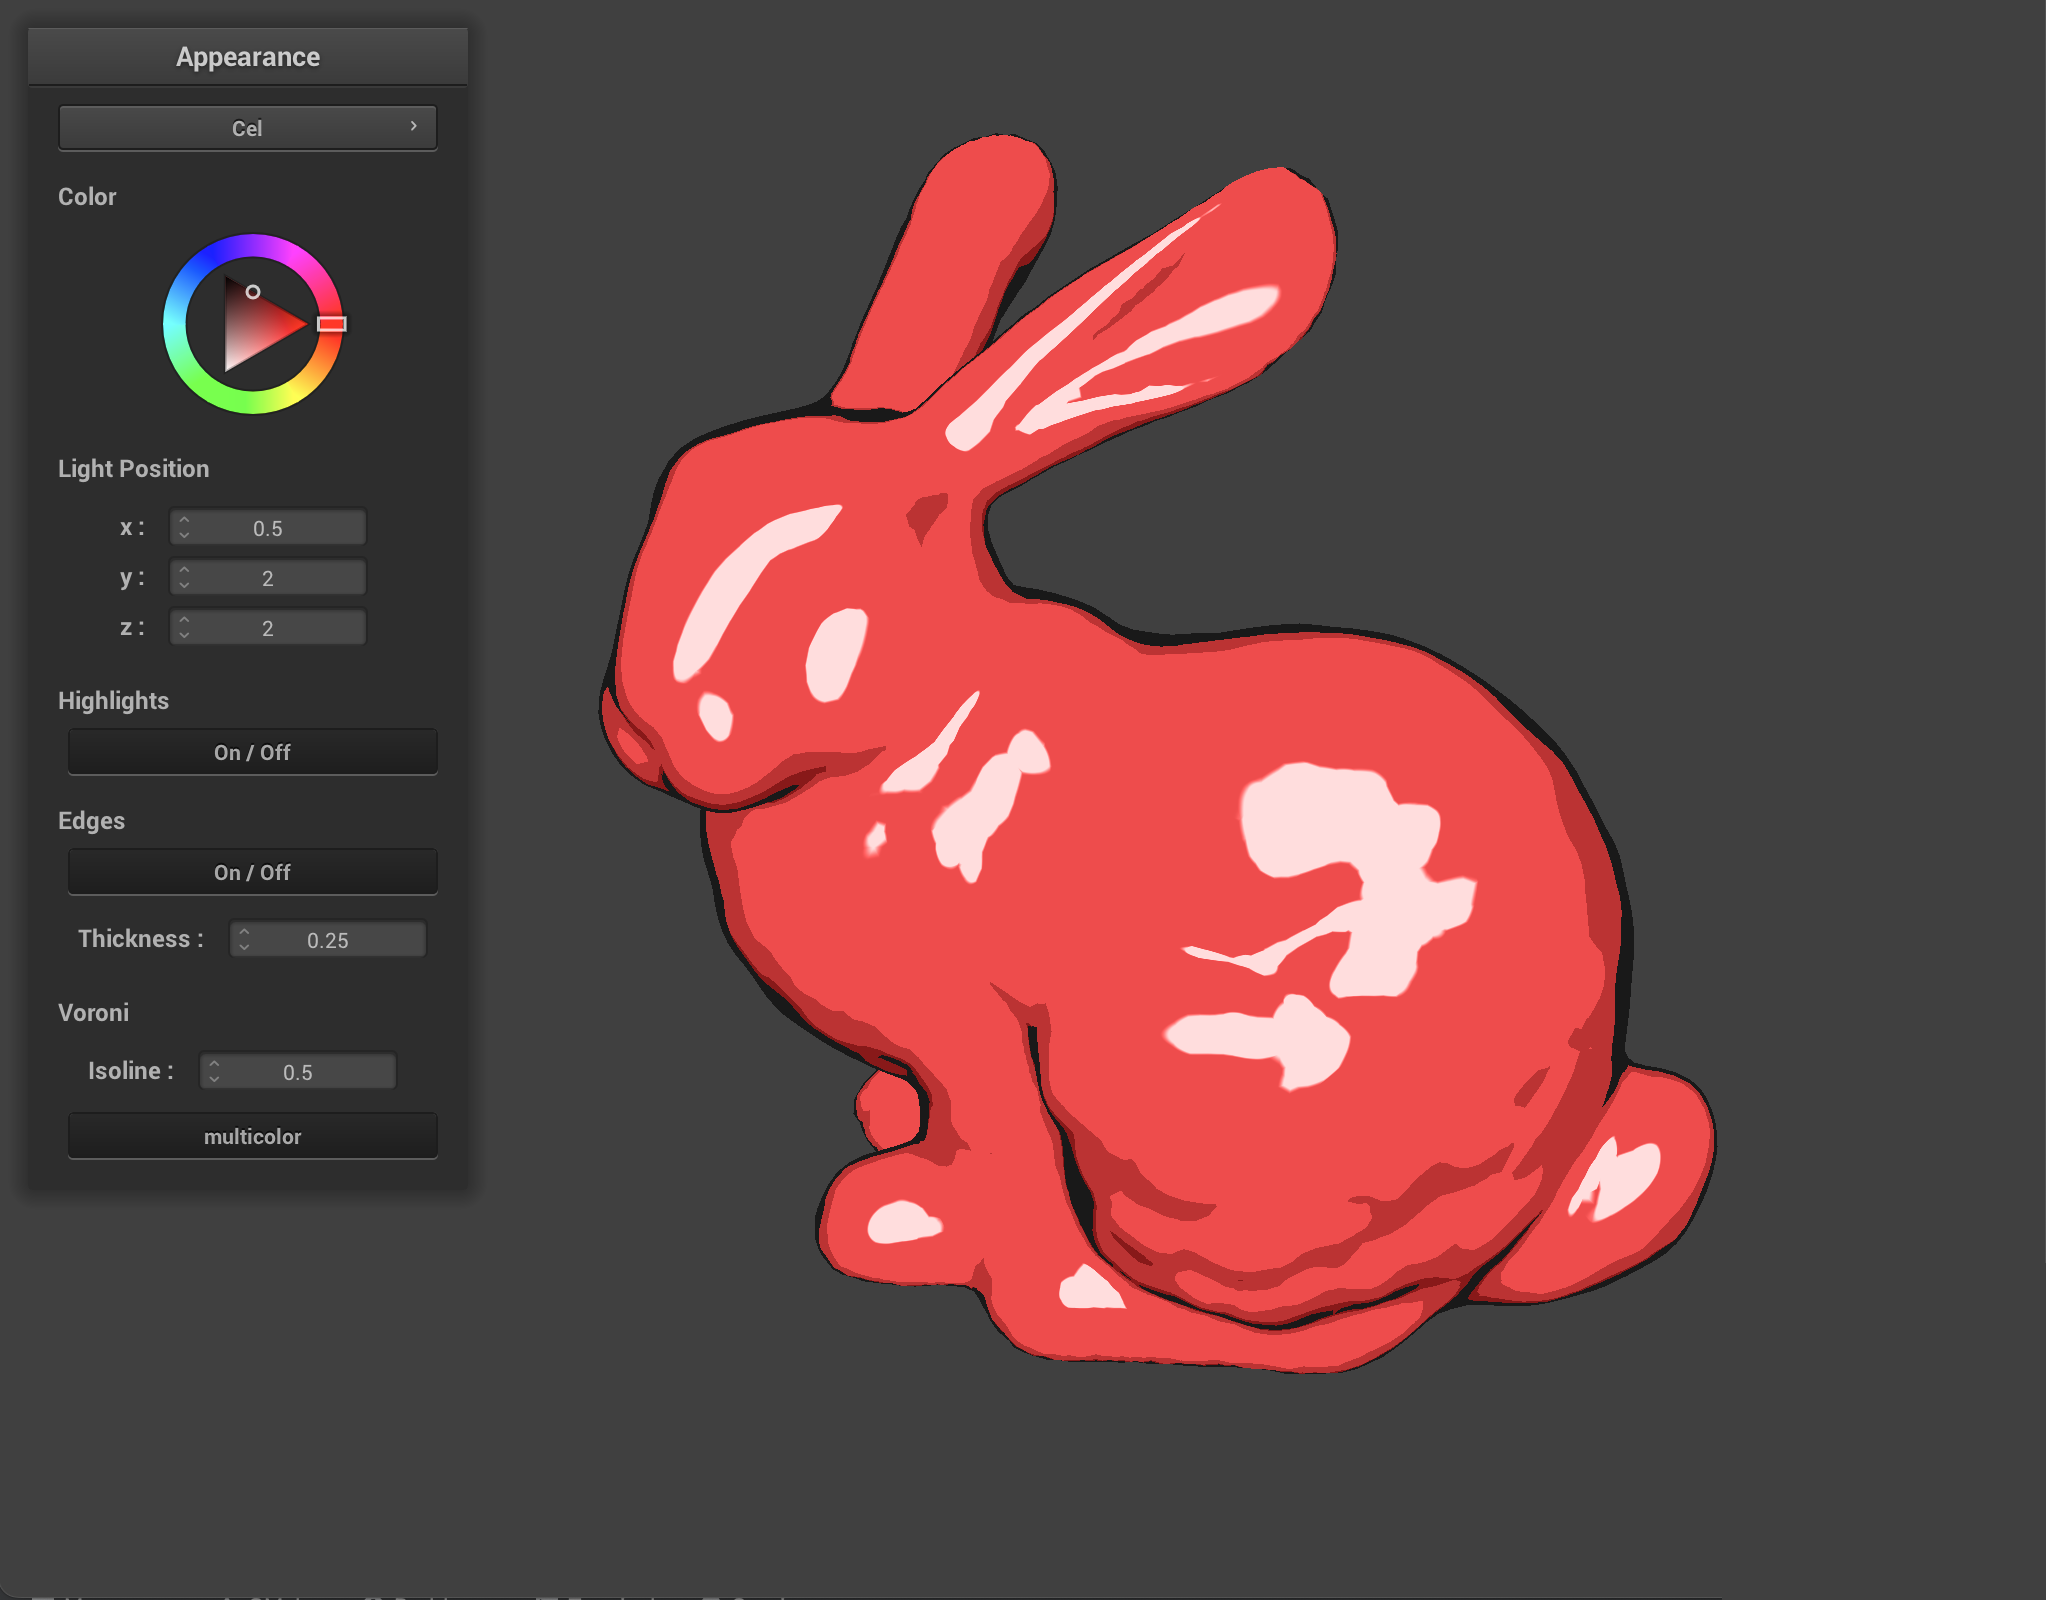 Appearance
Cel
Color
Light Position
x : 0.5
y : 2
z : 2
Highlights
On / Off
Edges
On / Off
Thickness : 0.25
Voroni
Isoline : 0.5
multicolor